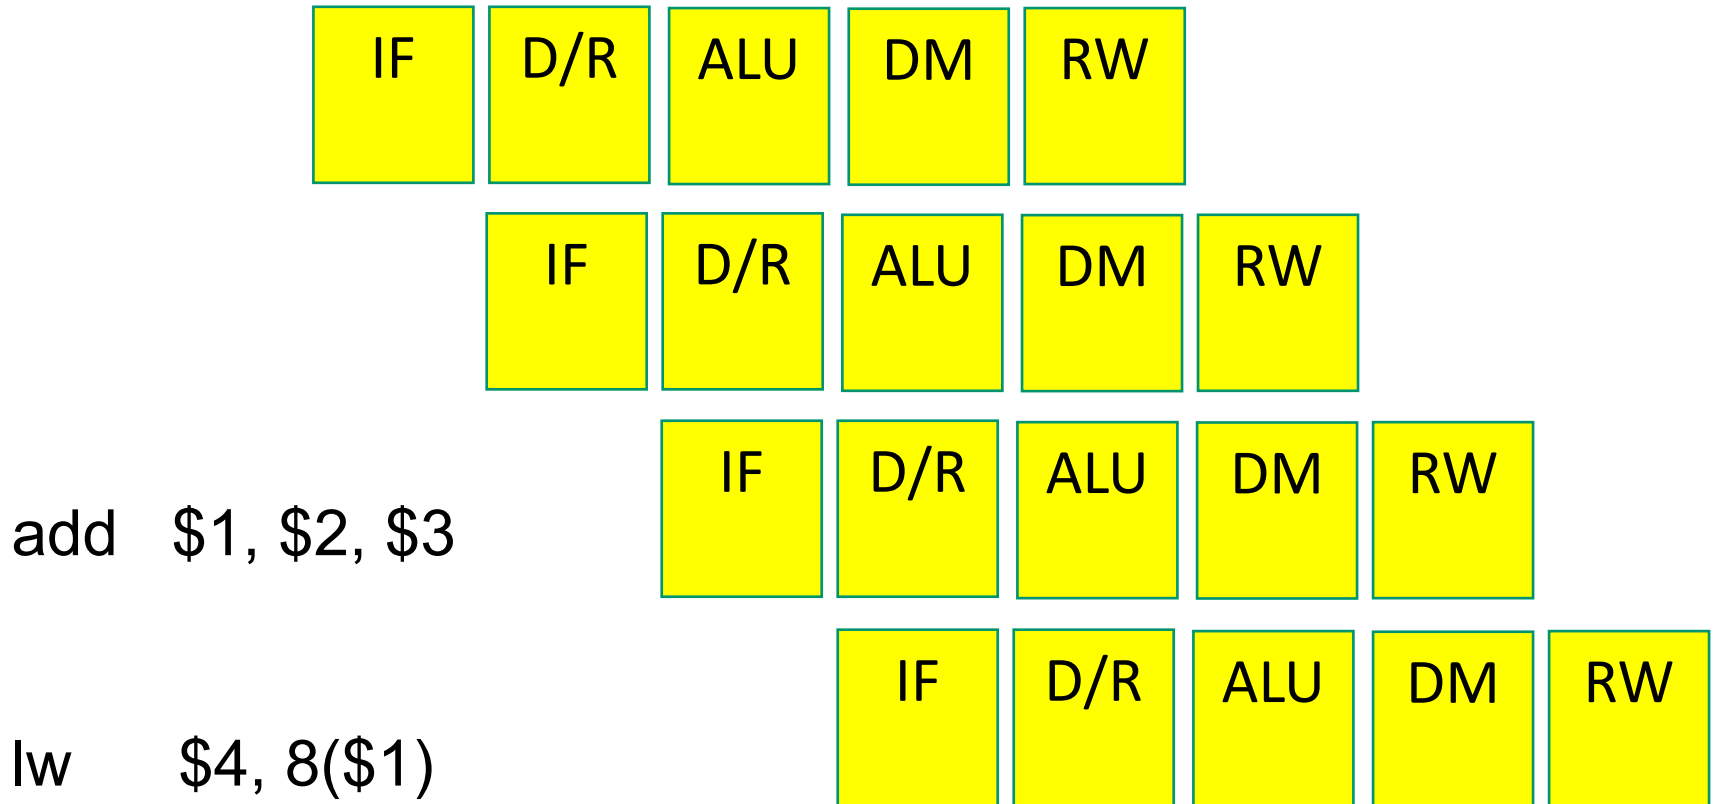 IF D/R ALU DM RW
IF D/R ALU DM RW
IF D/R ALU DM RW
add $1, $2, $3
IF D/R ALU DM RW
lw $4, 8($1)